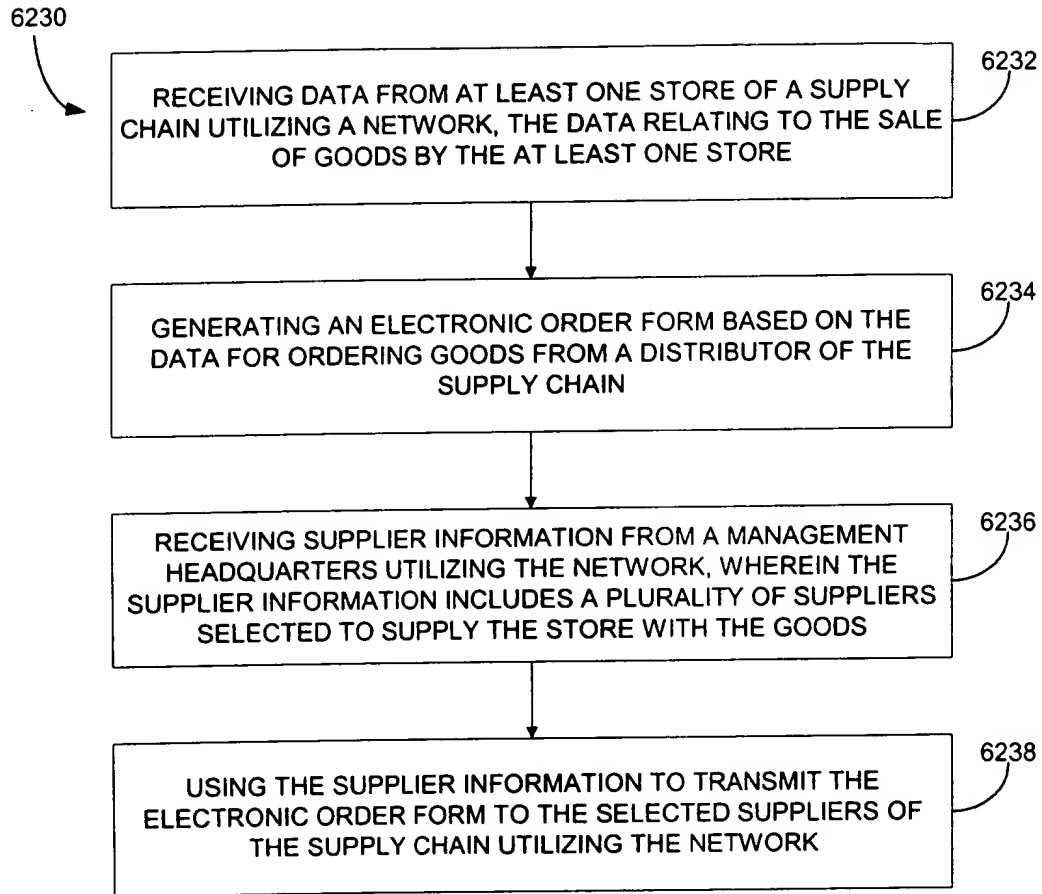 6230
6232
RECEIVING DATA FROM AT LEAST ONE STORE OF A SUPPLY
CHAIN UTILIZING A NETWORK, THE DATA RELATING TO THE SALE
OF GOODS BY THE AT LEAST ONE STORE
6234
GENERATING AN ELECTRONIC ORDER FORM BASED ON THE
DATA FOR ORDERING GOODS FROM A DISTRIBUTOR OF THE
SUPPLY CHAIN
6236
RECEIVING SUPPLIER INFORMATION FROM A MANAGEMENT
HEADQUARTERS UTILIZING THE NETWORK, WHEREIN THE
SUPPLIER INFORMATION INCLUDES A PLURALITY OF SUPPLIERS
SELECTED TO SUPPLY THE STORE WITH THE GOODS
6238
USING THE SUPPLIER INFORMATION TO TRANSMIT THE
ELECTRONIC ORDER FORM TO THE SELECTED SUPPLIERS OF
THE SUPPLY CHAIN UTILIZING THE NETWORK